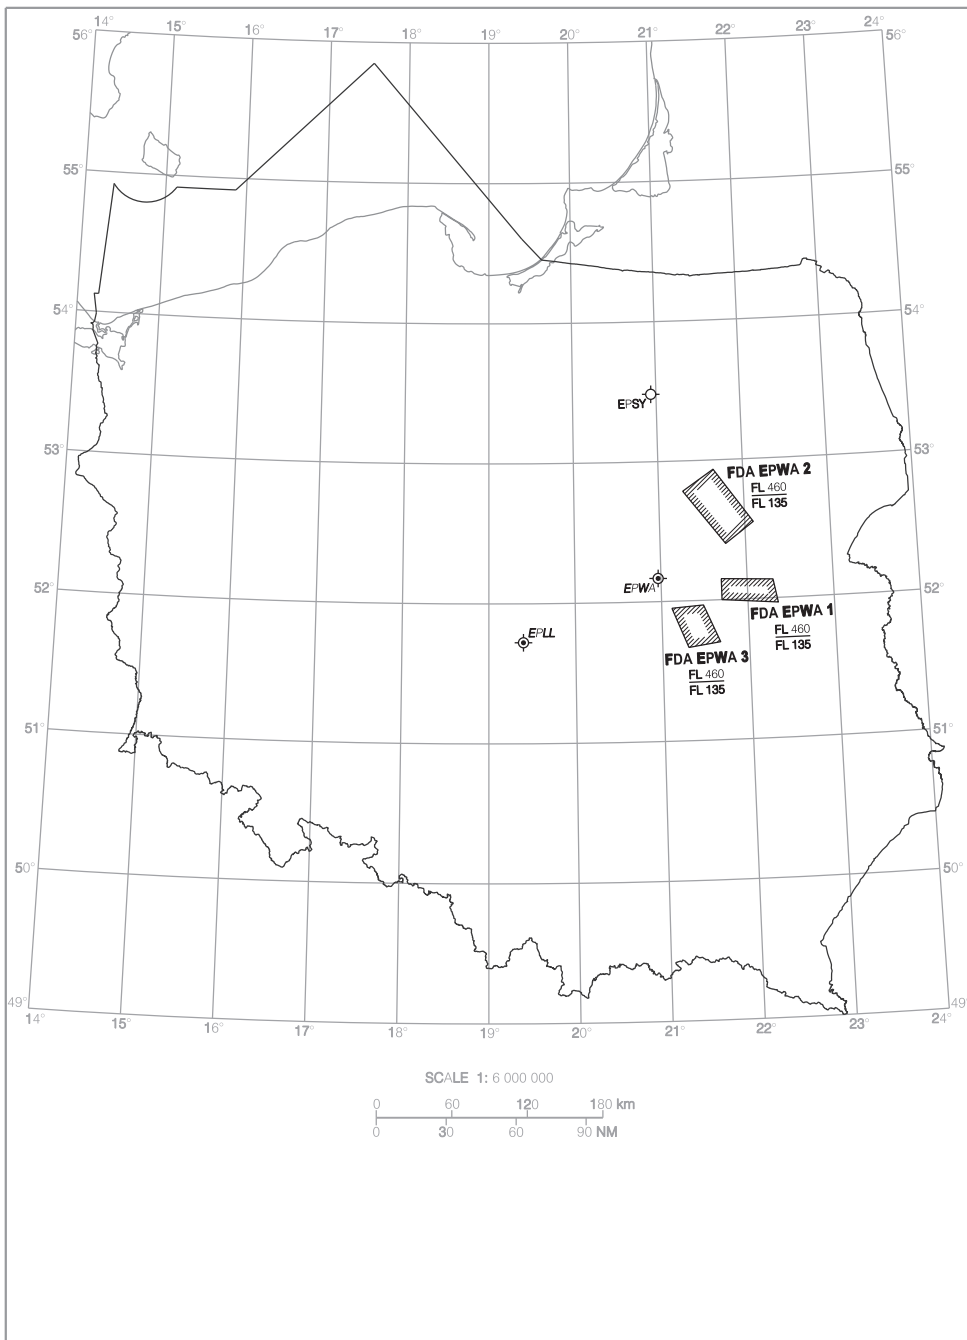 14° 15° 16° 17° 18° 19° 20° 21° 22° 23° 24°
56° 56°
55° 55°
54° 54°
EPSY
53° 53°
FDA EPWA 2
FL 460
FL 135
EPWA
52° 52°
FDA EPWA 1
FL 460
FL 135
EPLL
FDA EPWA 3
FL 460
FL 135
51° 51°
50° 50°
49° 49°
14° 15° 16° 17° 18° 19° 20° 21° 22° 23° 24°
SCALE 1: 6 000 000
0 60 120 180 km
0 30 60 90 NM